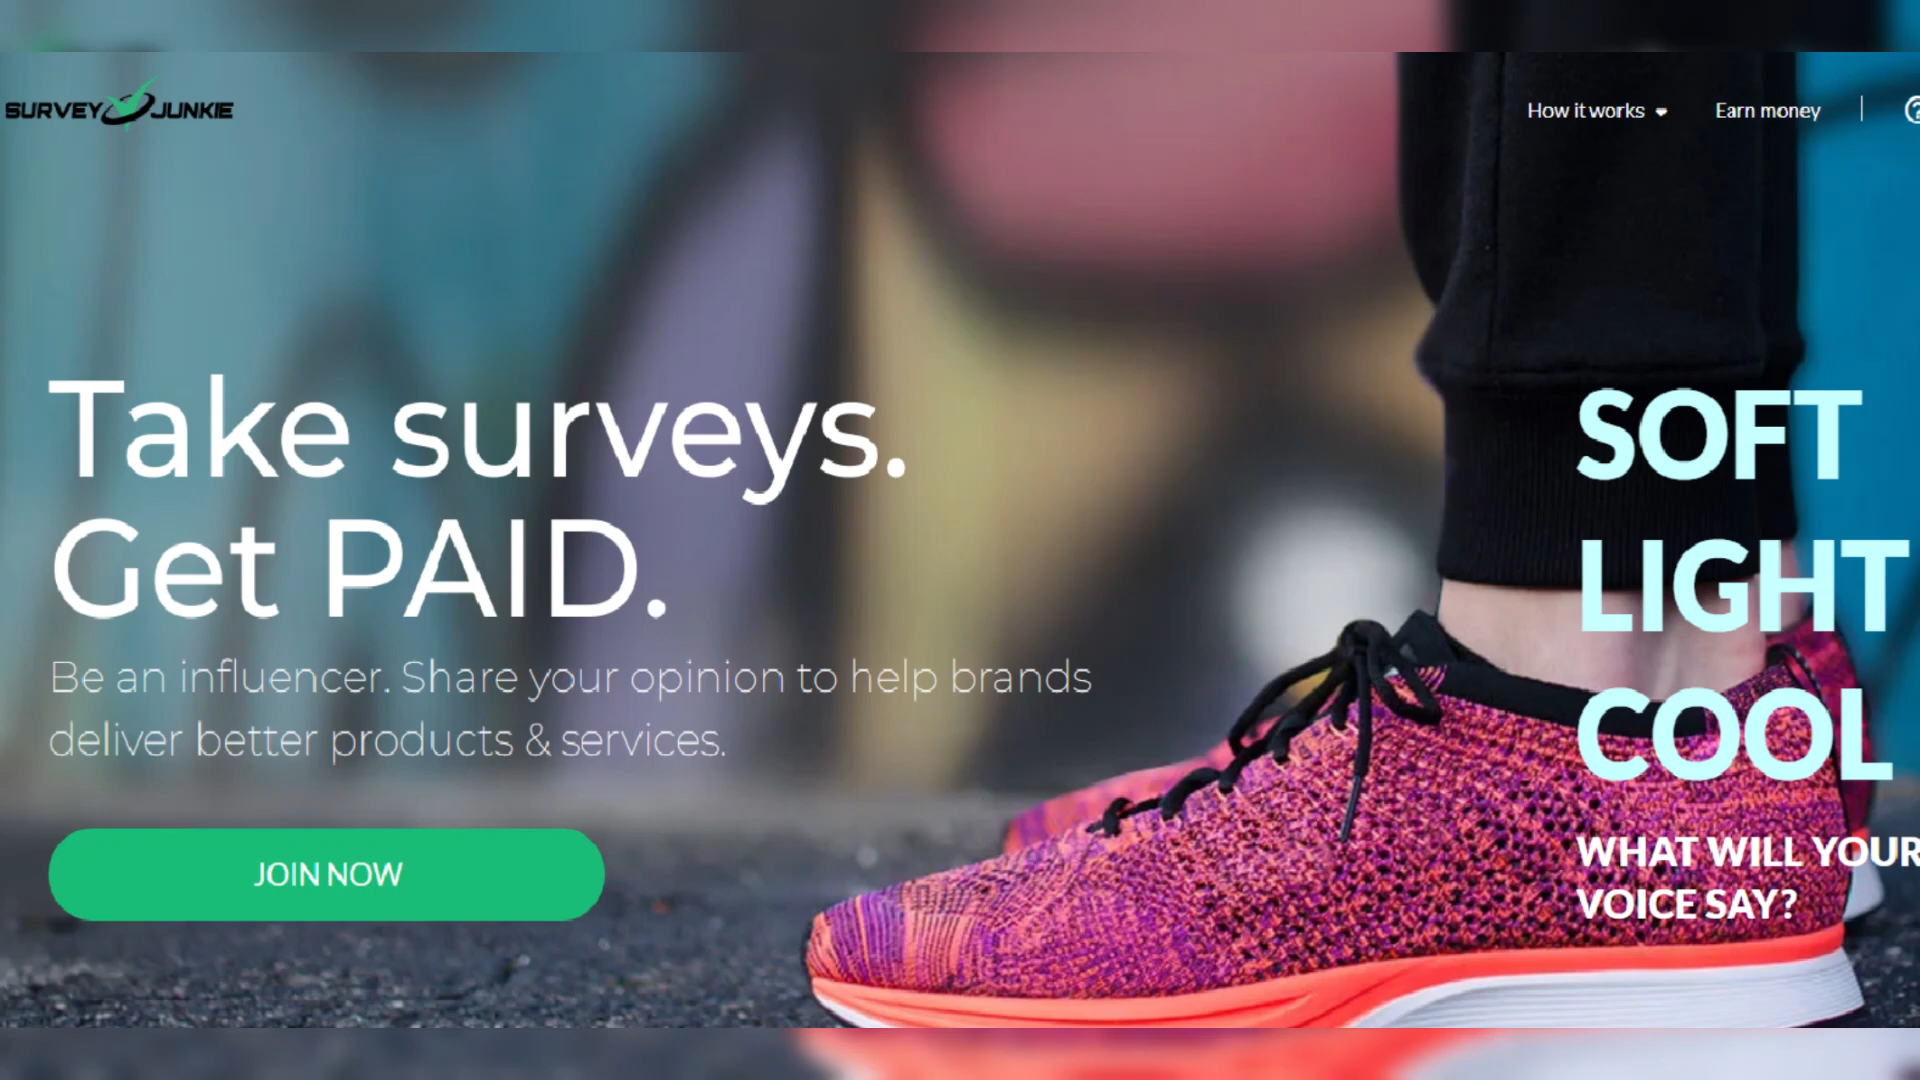 SURVEY JUNKIE
How it works
Earn money
Take surveys.
Get PAID.
Be an influencer. Share your opinion to help brands
deliver better products & services.
JOIN NOW
SOFT
LIGHT
COOL
WHAT WILL YOUR
VOICE SAY?